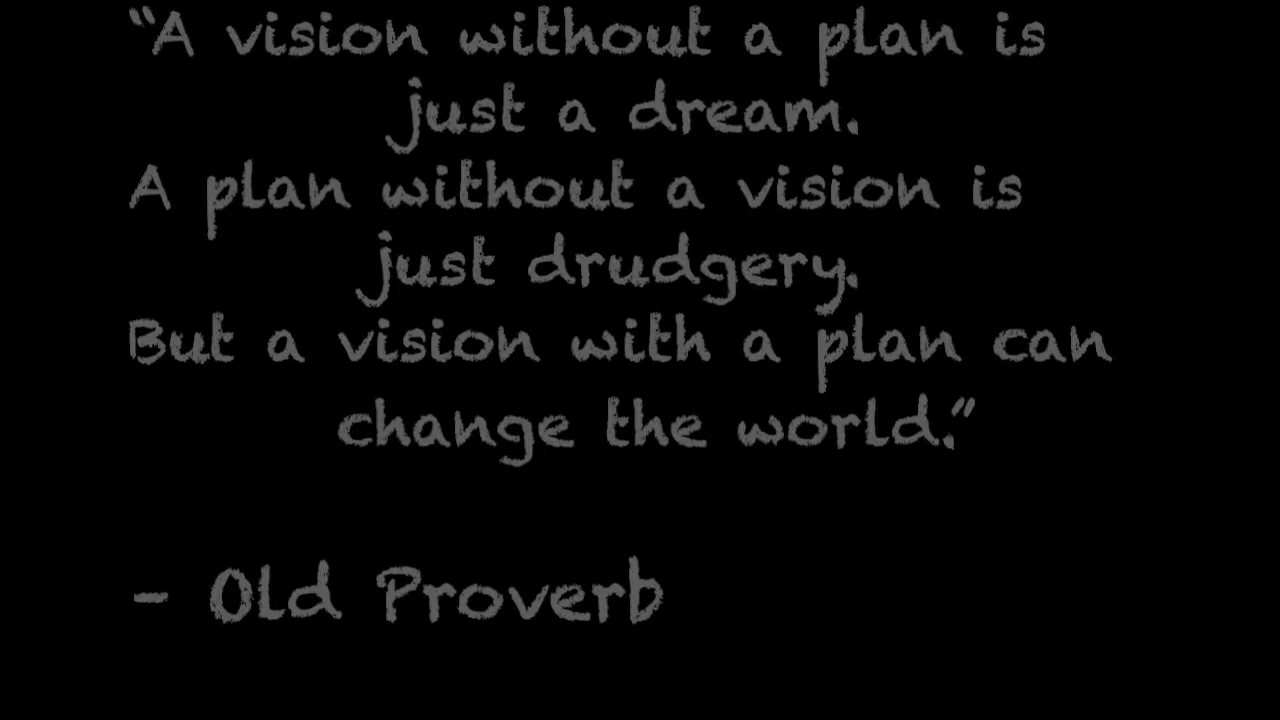 “A vision without a plan is
just a dream.
A plan without a vision is
just drudgery.
But a vision with a plan can
change the world.”
- Old Proverb